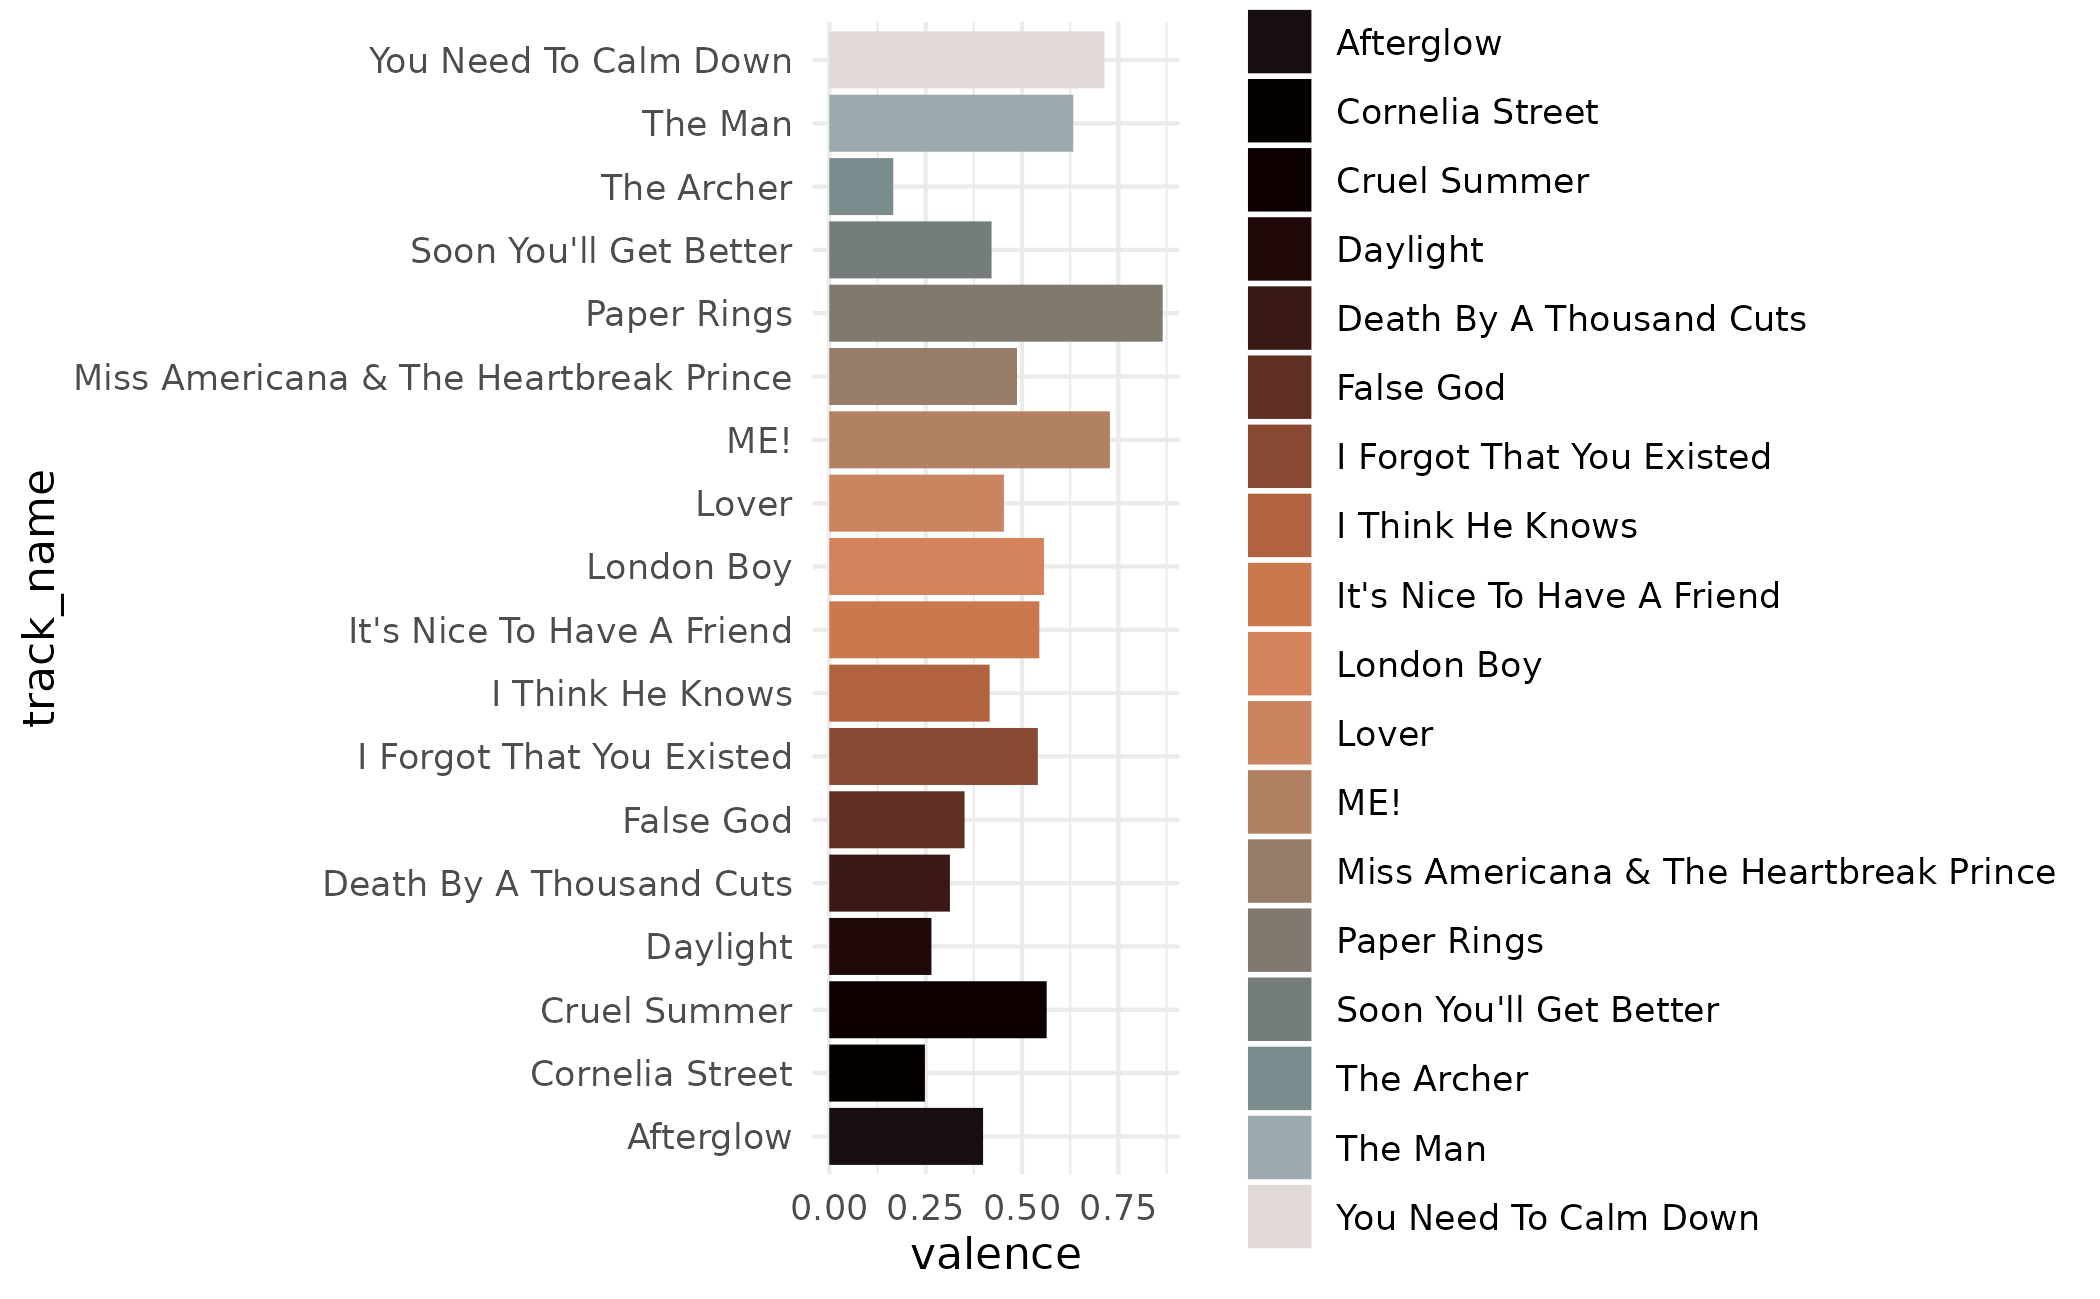 You Need To Calm Down
The Man
The Archer
Soon You'll Get Better
Paper Rings
Miss Americana & The Heartbreak Prince
ME!
Lover
London Boy
It's Nice To Have A Friend
I Think He Knows
I Forgot That You Existed
False God
Death By A Thousand Cuts
Daylight
Cruel Summer
Cornelia Street
Afterglow
track_name
0.00 0.25 0.50 0.75
valence
Afterglow
Cornelia Street
Cruel Summer
Daylight
Death By A Thousand Cuts
False God
I Forgot That You Existed
I Think He Knows
It's Nice To Have A Friend
London Boy
Lover
ME!
Miss Americana & The Heartbreak Prince
Paper Rings
Soon You'll Get Better
The Archer
The Man
You Need To Calm Down